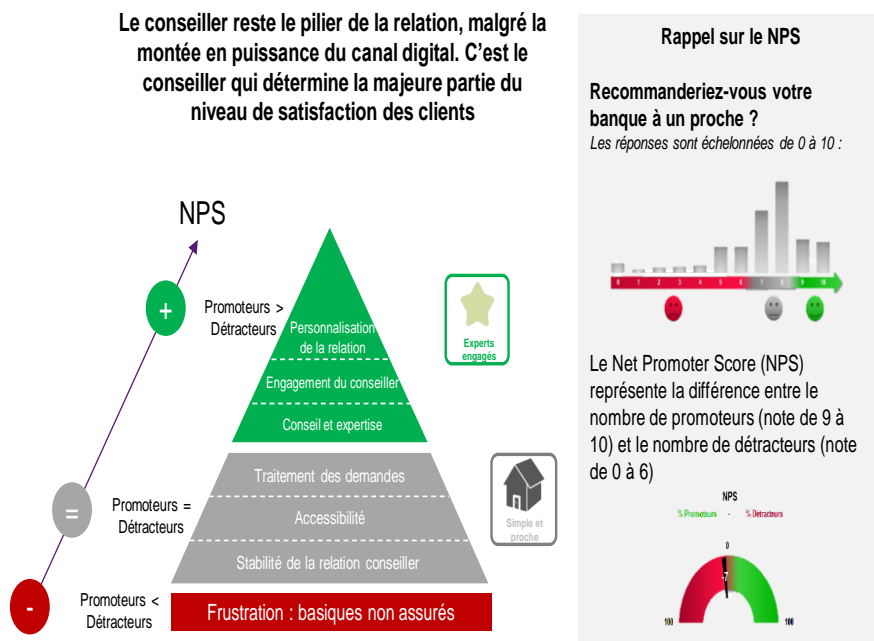 Le conseiller reste le pilier de la relation, malgré la
montée en puissance du canal digital. C’est le
conseiller qui détermine la majeure partie du
niveau de satisfaction des clients
NPS
+
Promoteurs >
Détracteurs
Personnalisation
de la relation
Engagement du conseiller
Conseil et expertise
Experts
engagés
=
Promoteurs =
Détracteurs
Traitement des demandes
Accessibilité
Stabilité de la relation conseiller
Simple et
proche
-
Promoteurs <
Détracteurs
Frustration : basiques non assurés
Rappel sur le NPS
Recommanderiez-vous votre
banque à un proche ?
Les réponses sont échelonnées de 0 à 10 :
0 1 2 3 4 5 6 7 8 9 10
Le Net Promoter Score (NPS)
représente la différence entre le
nombre de promoteurs (note de 9 à
10) et le nombre de détracteurs (note
de 0 à 6)
NPS
% Promoteurs - % Détracteurs
0
-7
100 100